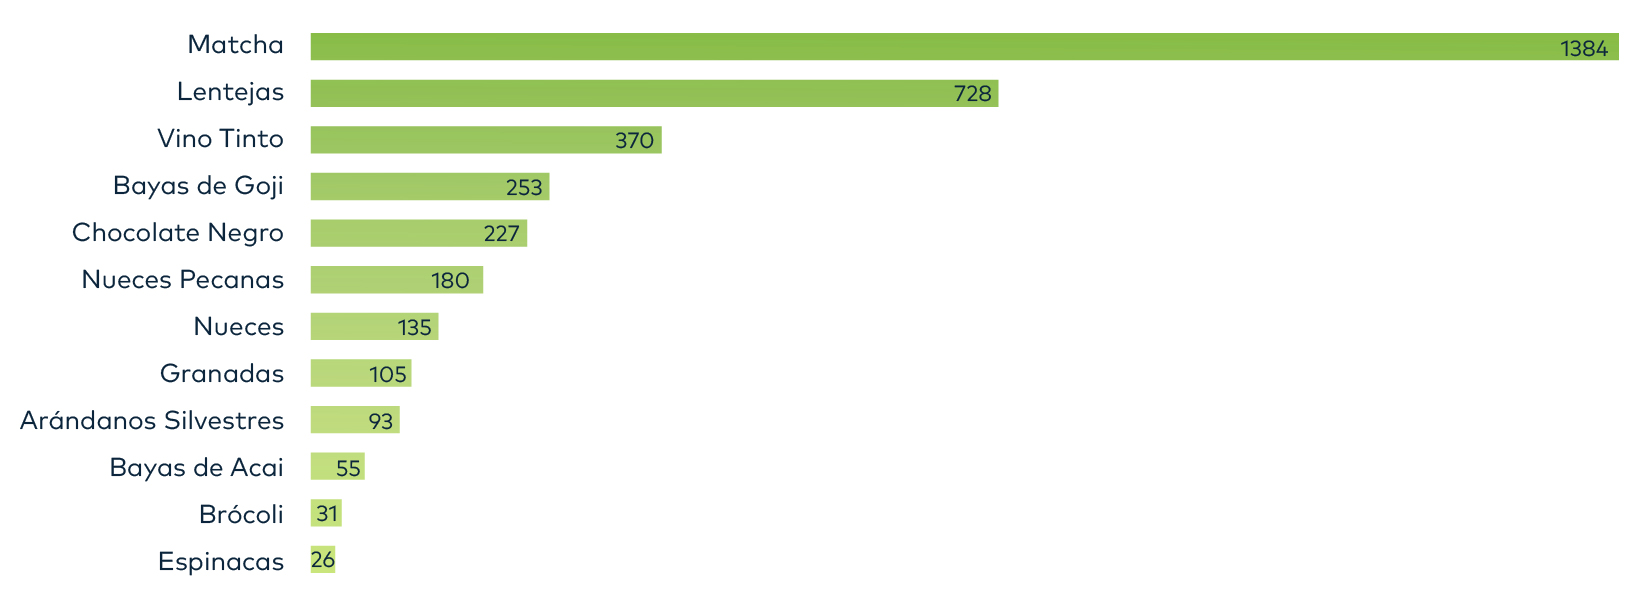 Matcha 1384
Lentejas 728
Vino Tinto 370
Bayas de Goji 253
Chocolate Negro 227
Nueces Pecanas 180
Nueces 135
Granadas 105
Arándanos Silvestres 93
Bayas de Acai 55
Brócoli 31
Espinacas 26